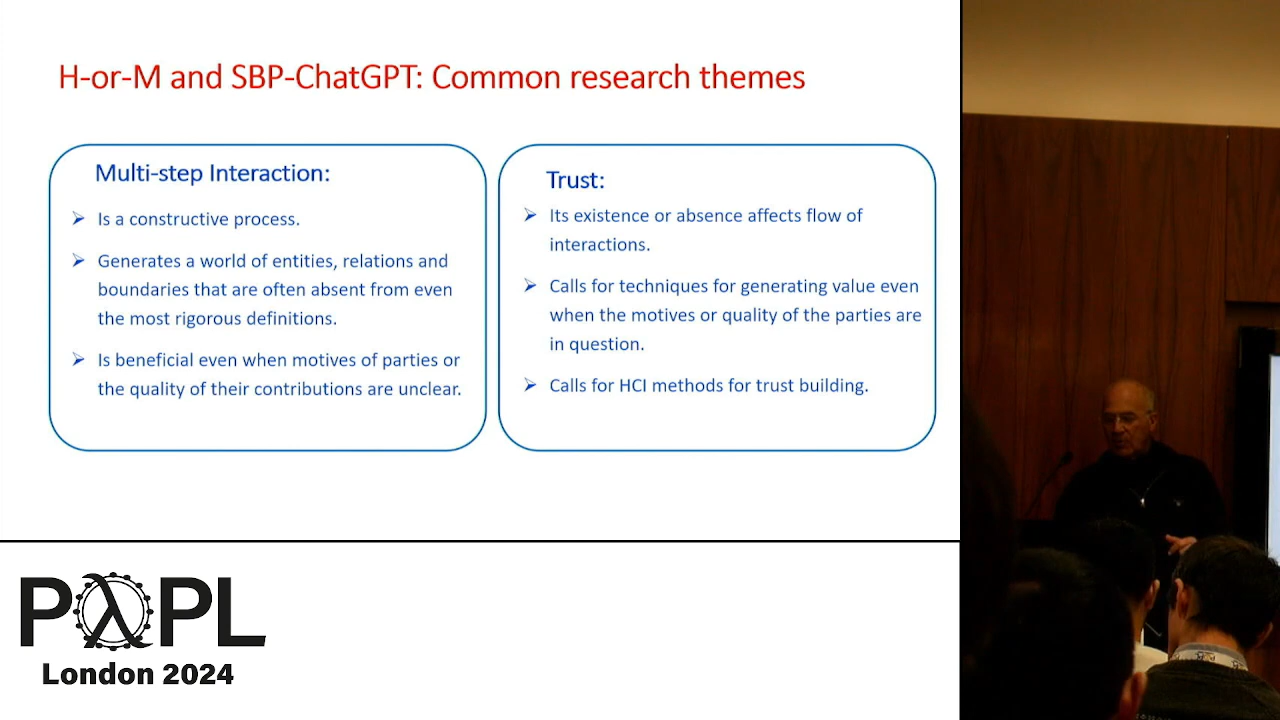 H-or-M and SBP-ChatGPT: Common research themes
Multi-step Interaction:
➢ Is a constructive process.
➢ Generates a world of entities, relations and
boundaries that are often absent from even
the most rigorous definitions.
➢ Is beneficial even when motives of parties or
the quality of their contributions are unclear.
Trust:
➢ Its existence or absence affects flow of
interactions.
➢ Calls for techniques for generating value even
when the motives or quality of the parties are
in question.
➢ Calls for HCI methods for trust building.
PλPL
London 2024